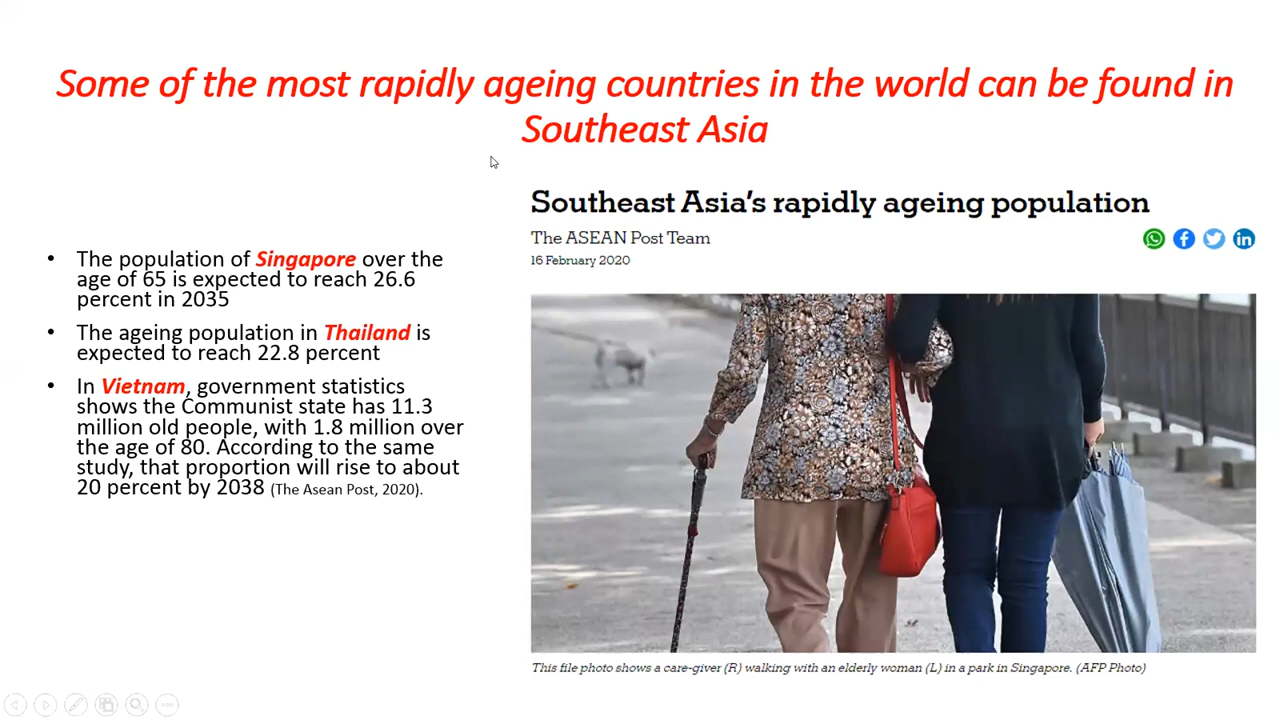 Some of the most rapidly ageing countries in the world can be found in
Southeast Asia
• The population of Singapore over the
age of 65 is expected to reach 26.6
percent in 2035
• The ageing population in Thailand is
expected to reach 22.8 percent
• In Vietnam, government statistics
shows the Communist state has 11.3
million old people, with 1.8 million over
the age of 80. According to the same
study, that proportion will rise to about
20 percent by 2038 (The Asean Post, 2020).
Southeast Asia's rapidly ageing population
The ASEAN Post Team
16 February 2020
This file photo shows a care-giver (R) walking with an elderly woman (L) in a park in Singapore. (AFP Photo)